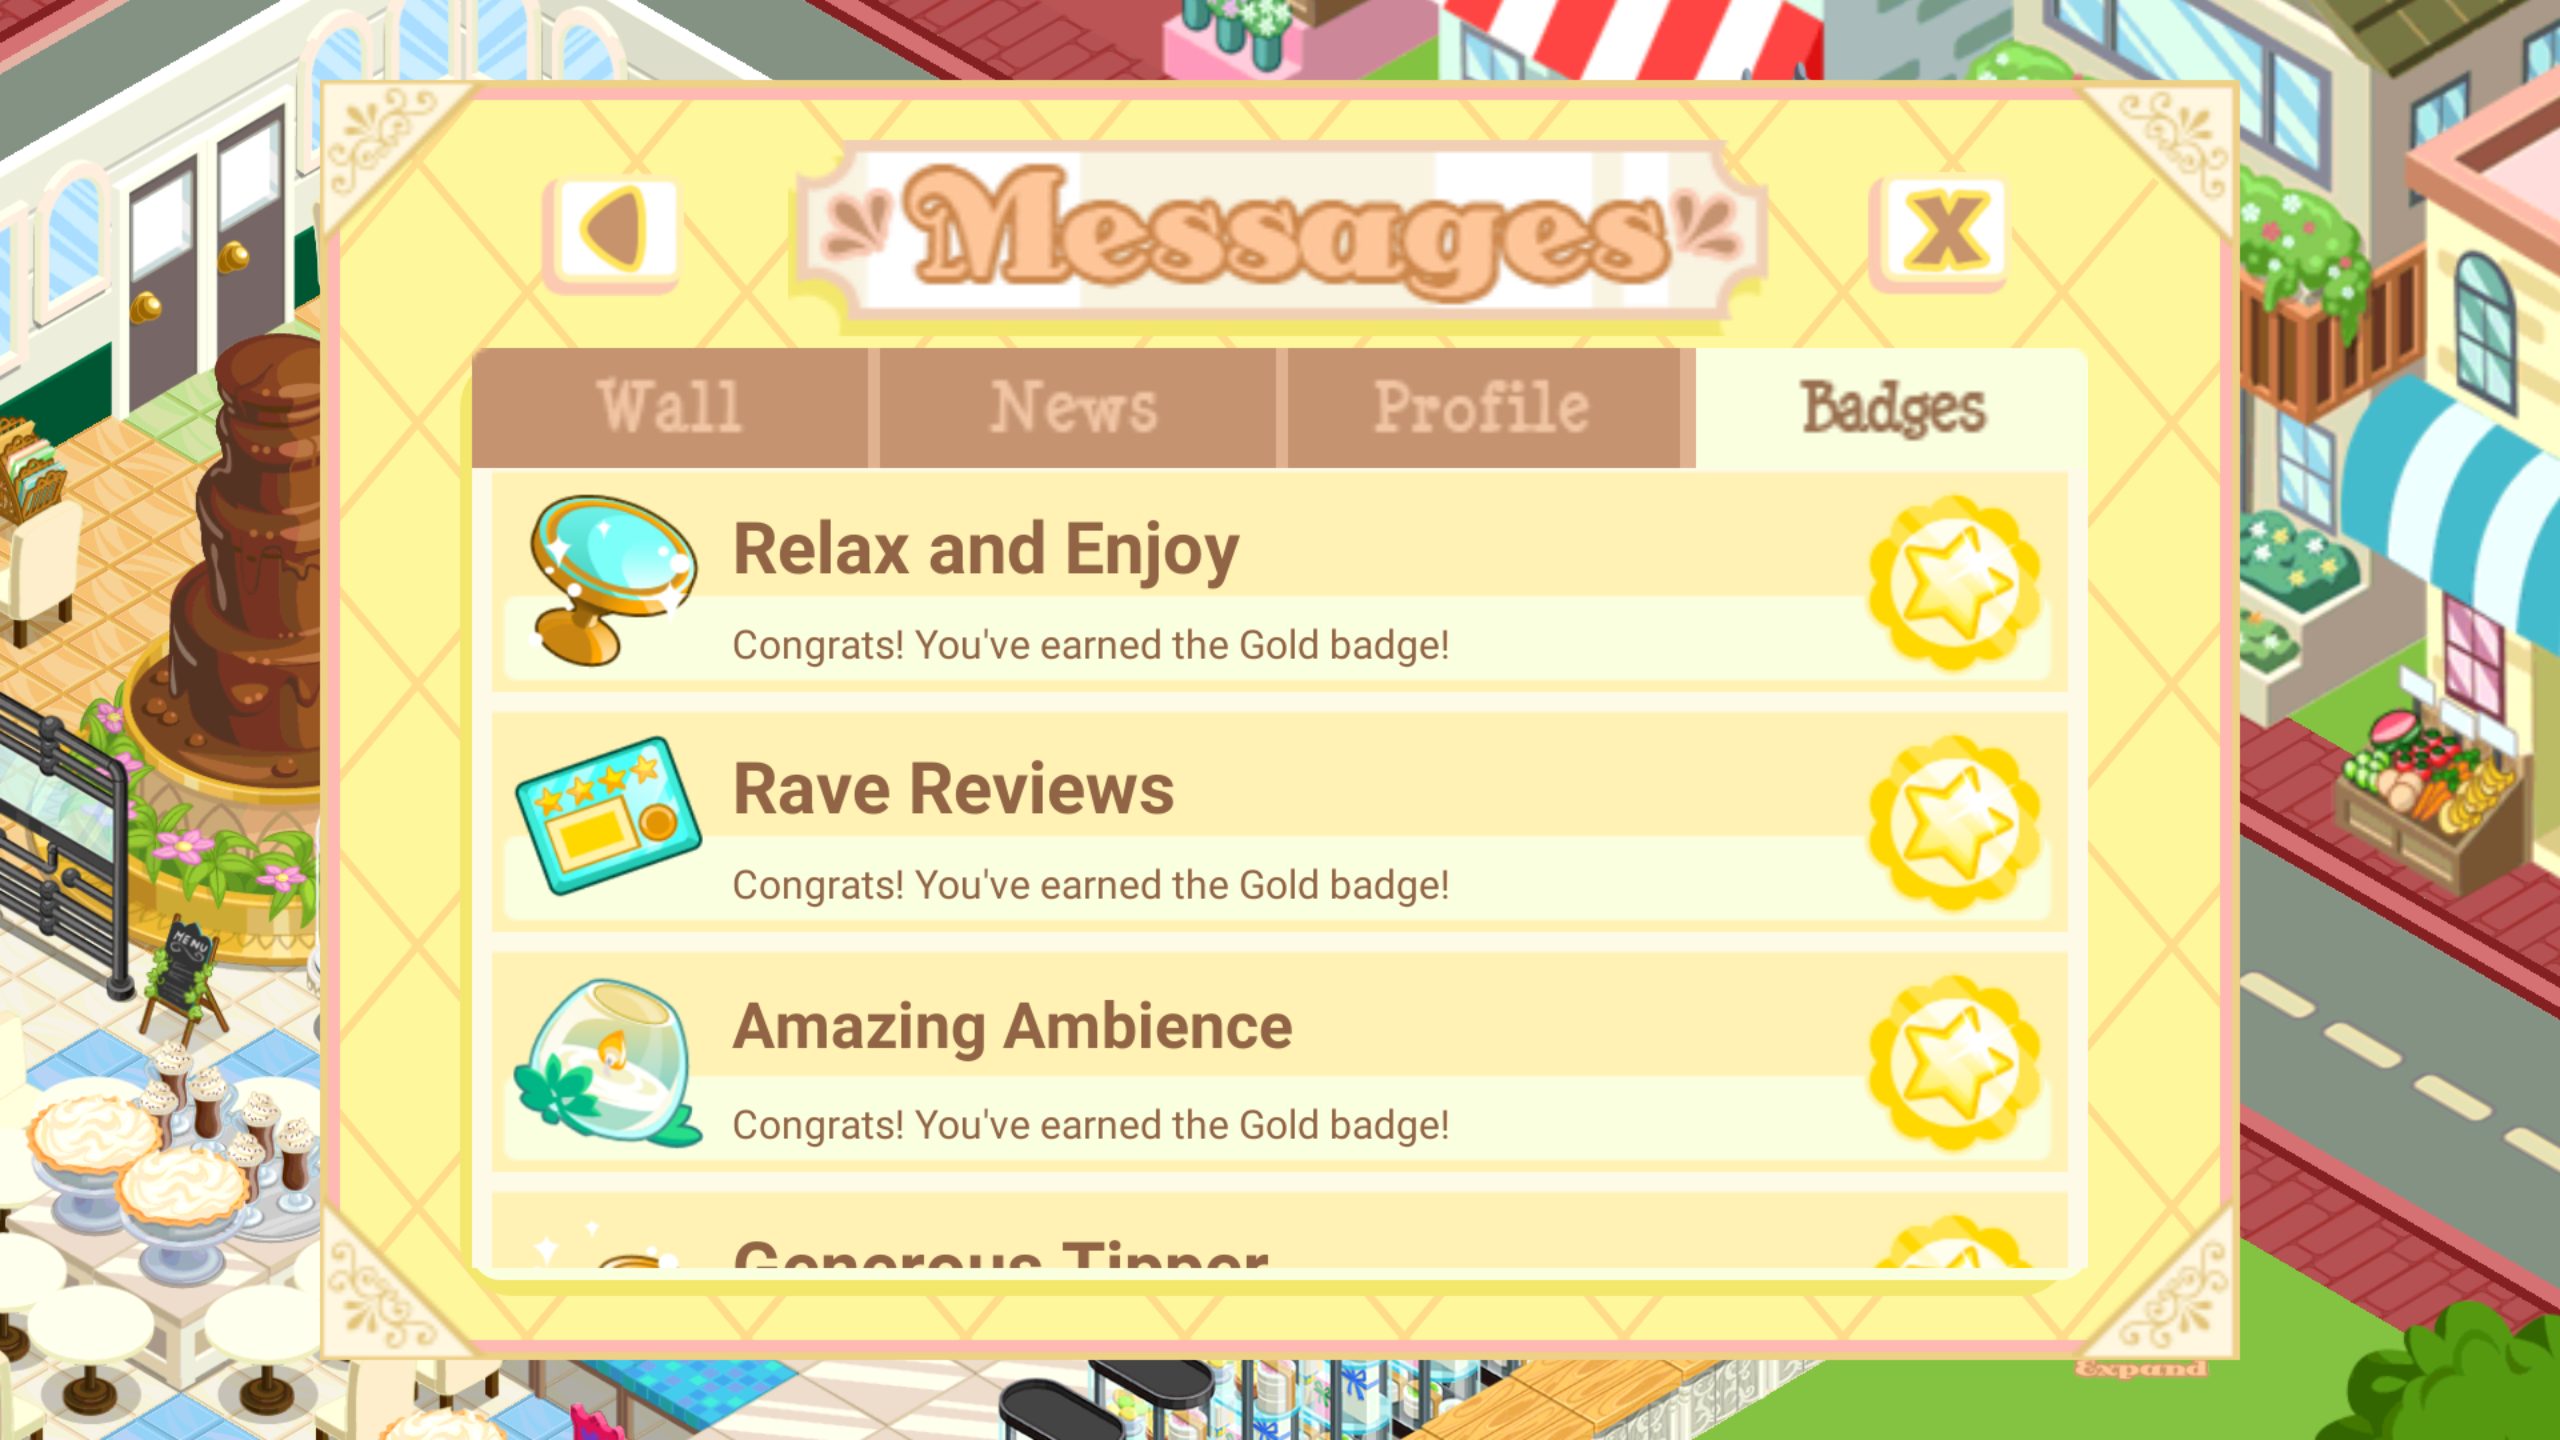 Messages
X
Wall News Profile Badges
Relax and Enjoy
Congrats! You've earned the Gold badge!
Rave Reviews
Congrats! You've earned the Gold badge!
Amazing Ambience
Congrats! You've earned the Gold badge!
Generous Tipper
MENU
Expand